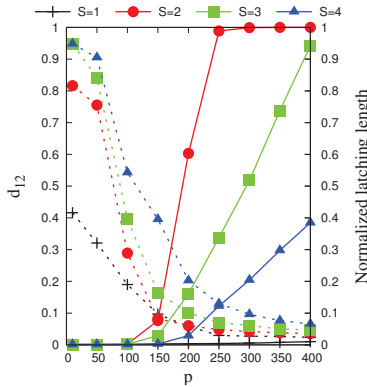 S=1 S=2 S=3 S=4
1 1
0.9 0.9
0.8 0.8
0.7 0.7
0.6 0.6
0.5 0.5
0.4 0.4
0.3 0.3
0.2 0.2
0.1 0.1
0 0
0 50 100 150 200 250 300 350 400
p
d12
Normalized latching length